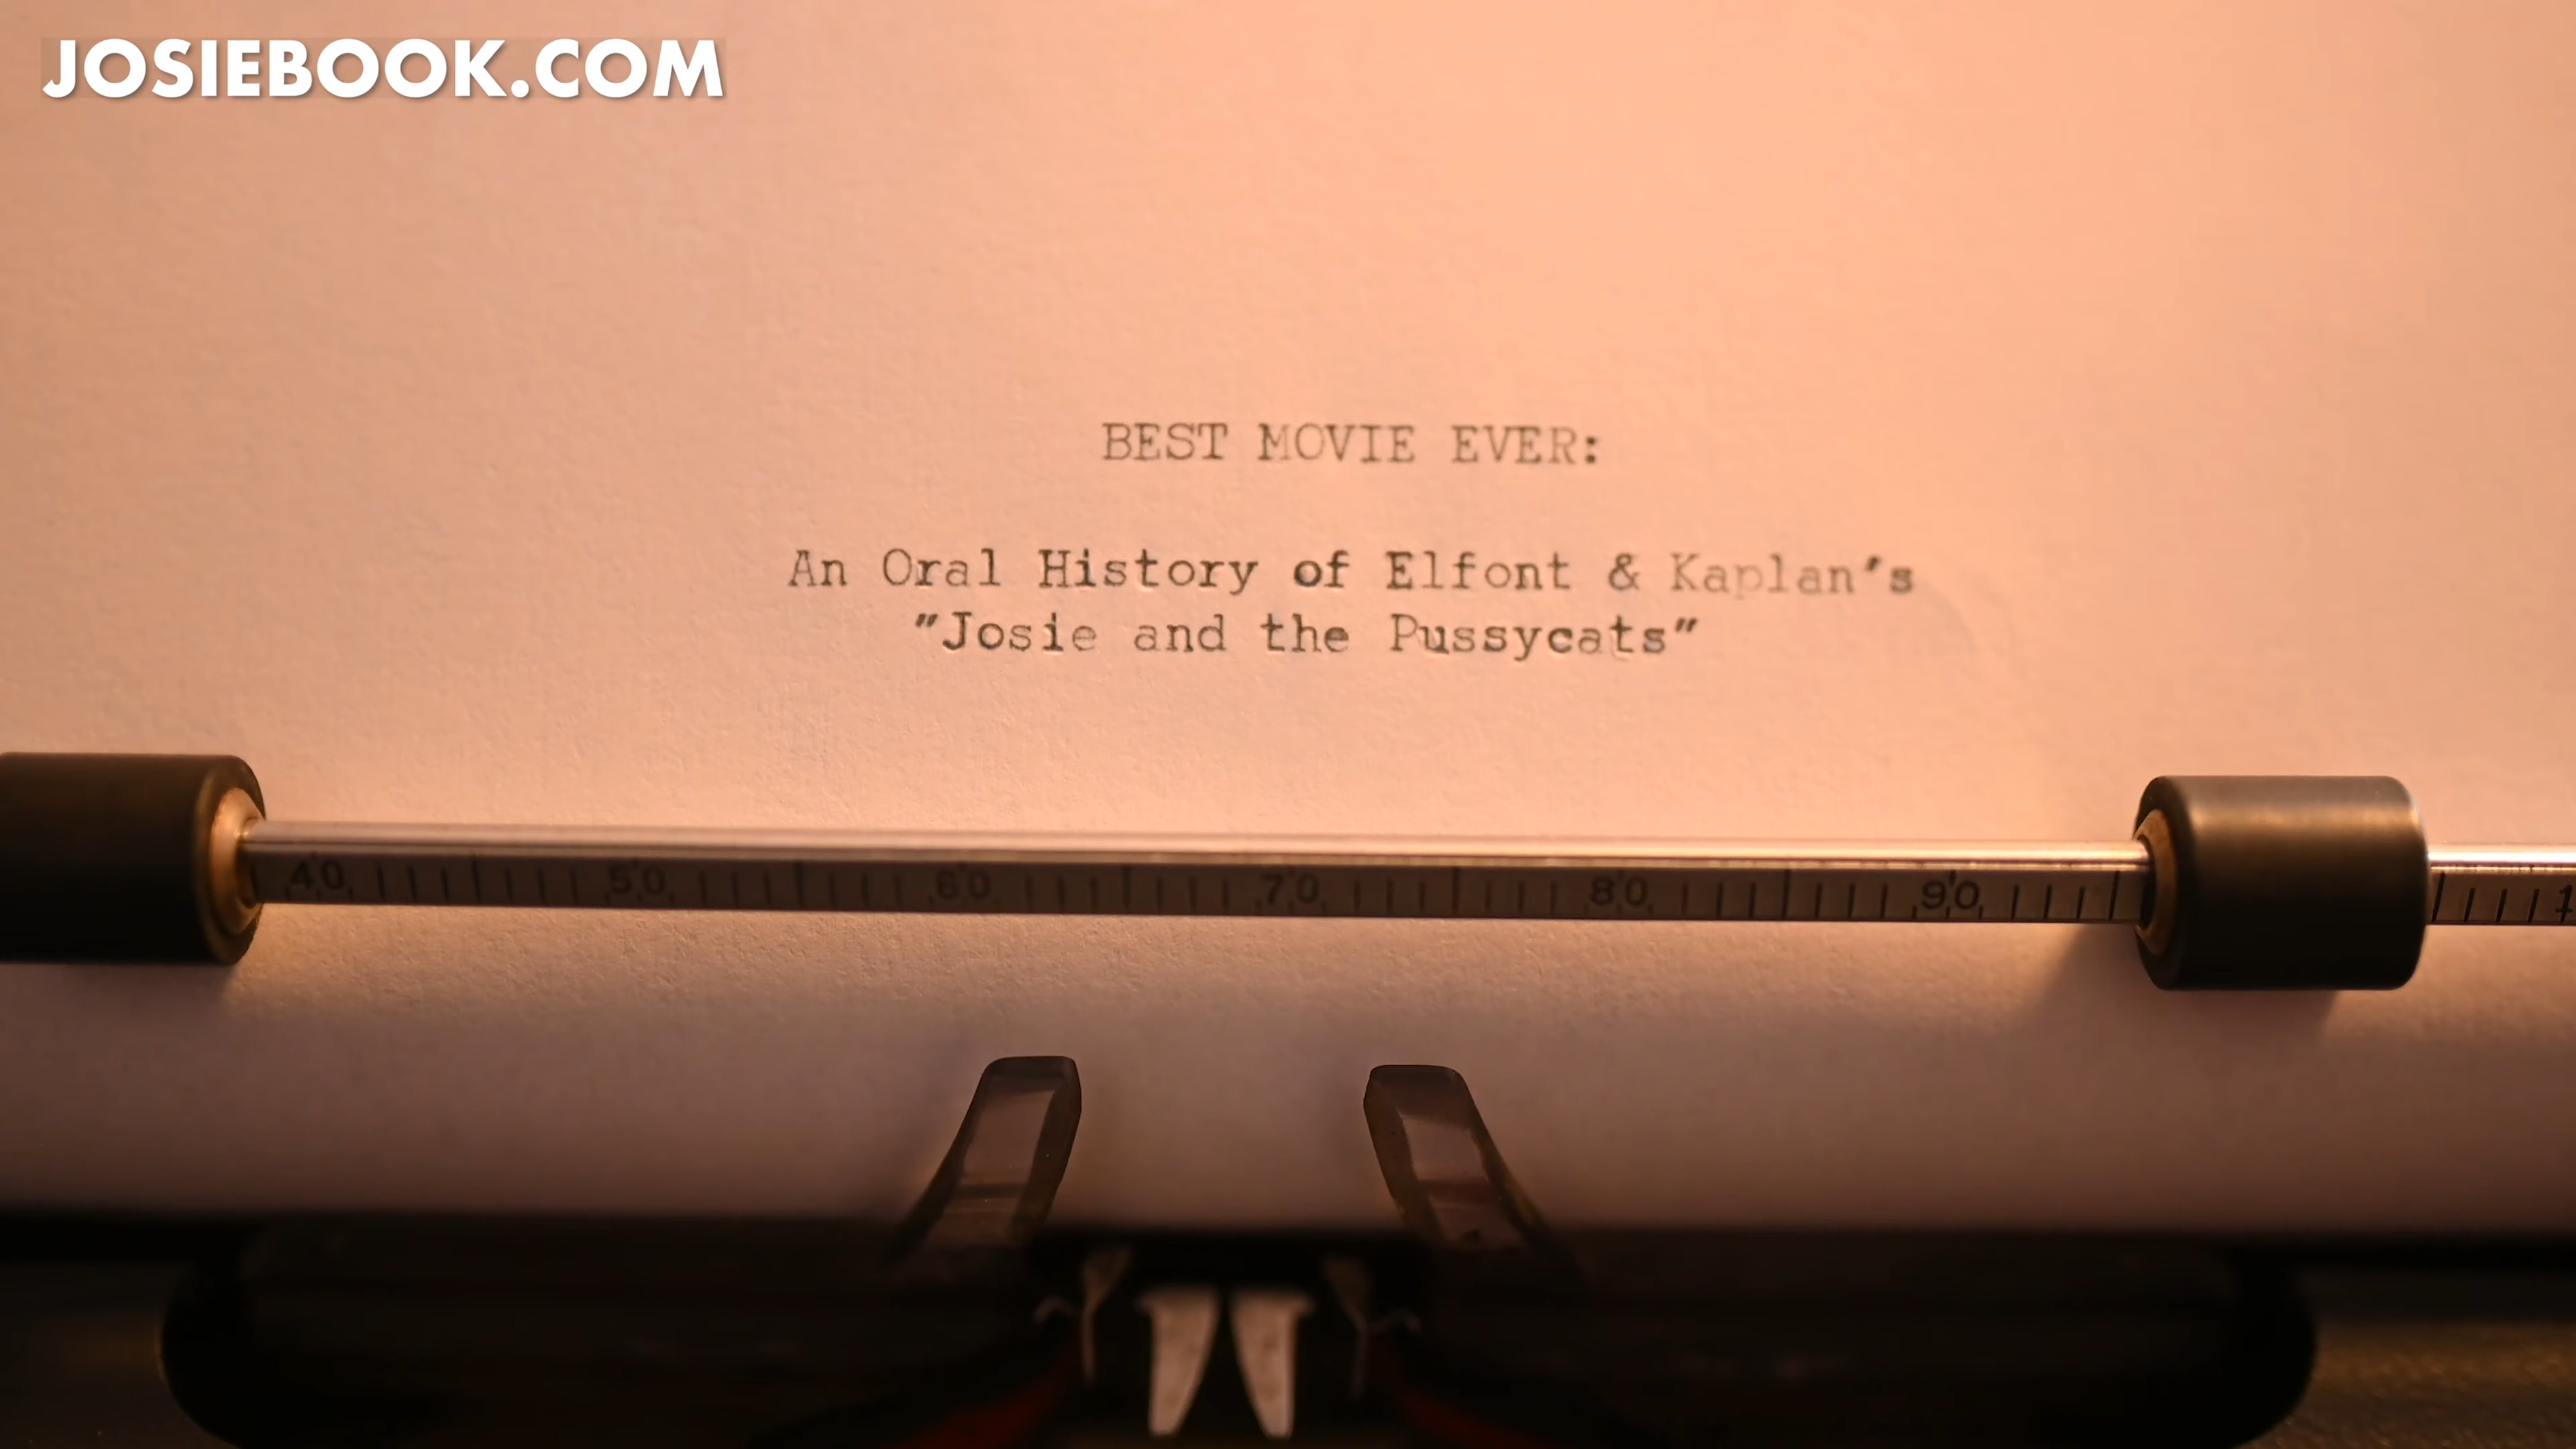 JOSIEBOOK.COM
BEST MOVIE EVER:
An Oral History of Elfont & Kaplan's
"Josie and the Pussycats"
40 50 60 70 80 90 1